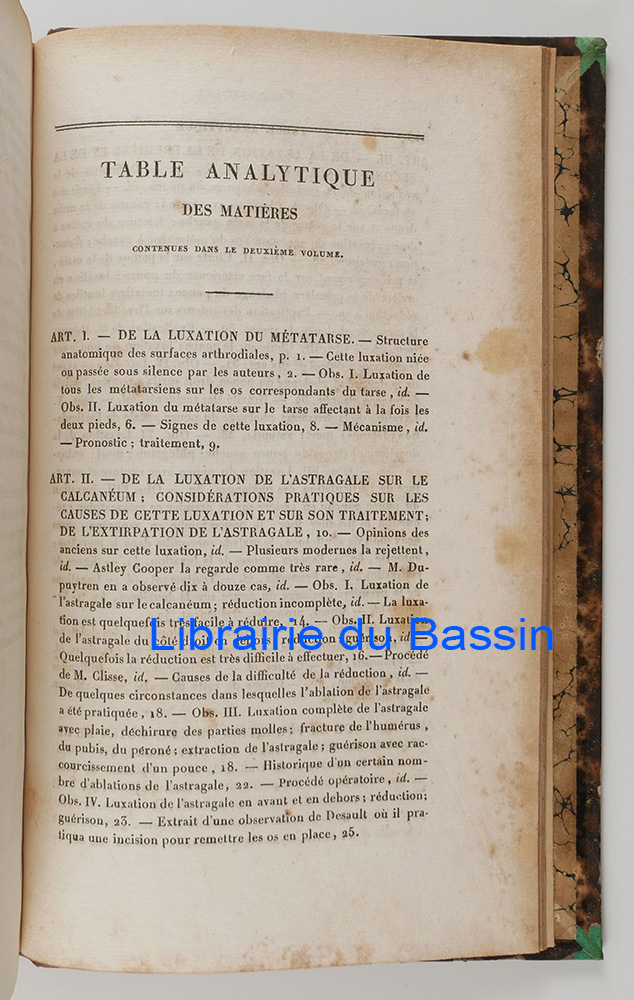 TABLE ANALYTIQUE
DES MATIÈRES
CONTENUES DANS LE DEUXIÈME VOLUME.
ART. I. — DE LA LUXATION DU MÉTATARSE. — Structure
anatomique des surfaces arthrodiales, p. 1. — Cette luxation niée
ou passée sous silence par les auteurs, 2. — Obs. I. Luxation de
tous les métatarsiens sur les os correspondants du tarse, id. —
Obs. II. Luxation du métatarse sur le tarse affectant à la fois les
deux pieds, 6. — Signes de cette luxation, 8. — Mécanisme, id.
— Pronostic; traitement, 9.
ART. II. — DE LA LUXATION DE L'ASTRAGALE SUR LE
CALCANÉUM; CONSIDÉRATIONS PRATIQUES SUR LES
CAUSES DE CETTE LUXATION ET SUR SON TRAITEMENT;
DE L'EXTIRPATION DE L'ASTRAGALE, 10. — Opinions des
anciens sur cette luxation, id. — Plusieurs modernes la rejettent,
id. — Astley Cooper la regarde comme très rare, id. — M. Du-
puytren en a observé dix à douze cas, id. — Obs. I. Luxation de
l'astragale sur le calcanéum; réduction incomplète, id. — La luxa-
tion est quelquefois très facile à réduire, 14. — Obs. II. Luxation
de l'astragale du côté droit en dehors; réduction; guérison, id.
Librairie du Bassin
Quelquefois la réduction est très difficile à effectuer, 16. — Procédé
de M. Clisse, id. — Causes de la difficulté de la réduction, id. —
De quelques circonstances dans lesquelles l'ablation de l'astragale
a été pratiquée, 18. — Obs. III. Luxation complète de l'astragale
avec plaie, déchirure des parties molles; fracture de l'humérus,
du pubis, du péroné; extraction de l'astragale; guérison avec rac-
courcissement d'un pouce, 18. — Historique d'un certain nom-
bre d'ablations de l'astragale, 22. — Procédé opératoire, id. —
Obs. IV. Luxation de l'astragale en avant et en dehors; réduction;
guérison, 23. — Extrait d'une observation de Desault où il pra-
tiqua une incision pour remettre les os en place, 25.